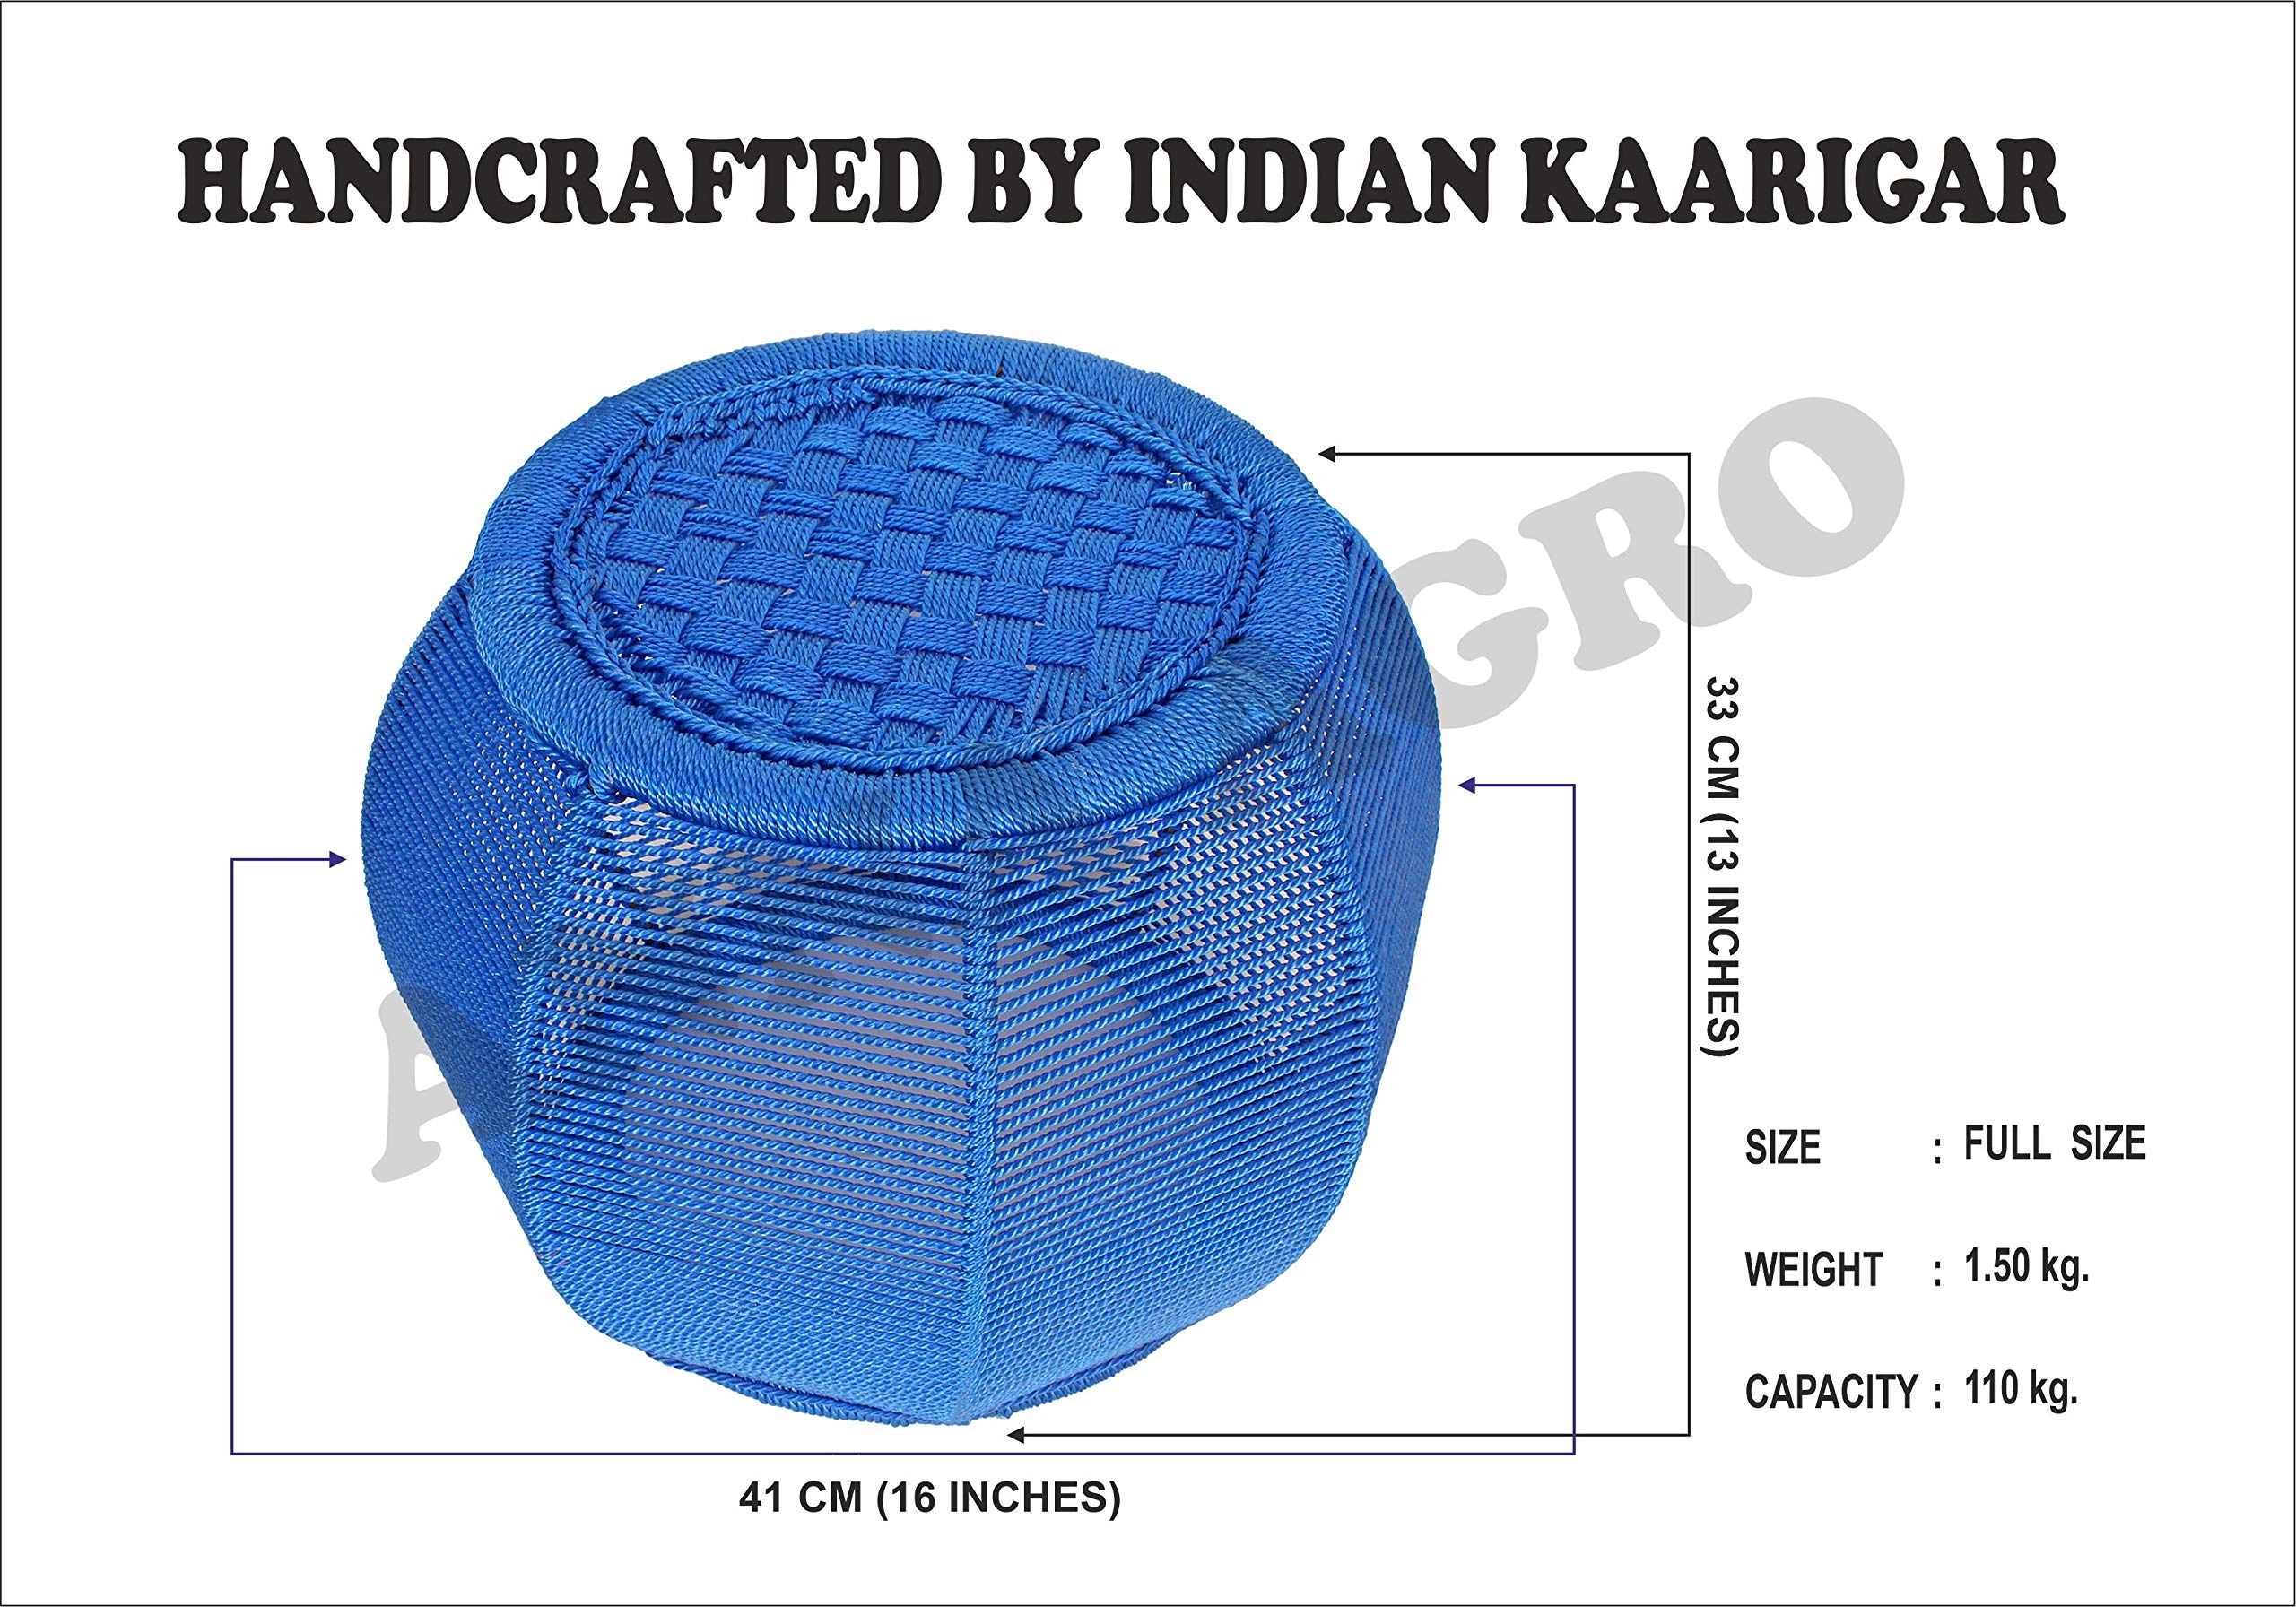 HANDCRAFTED BY INDIAN KAARIGAR
33 CM (13 INCHES)
SIZE : FULL SIZE
WEIGHT : 1.50 kg.
CAPACITY : 110 kg.
41 CM (16 INCHES)